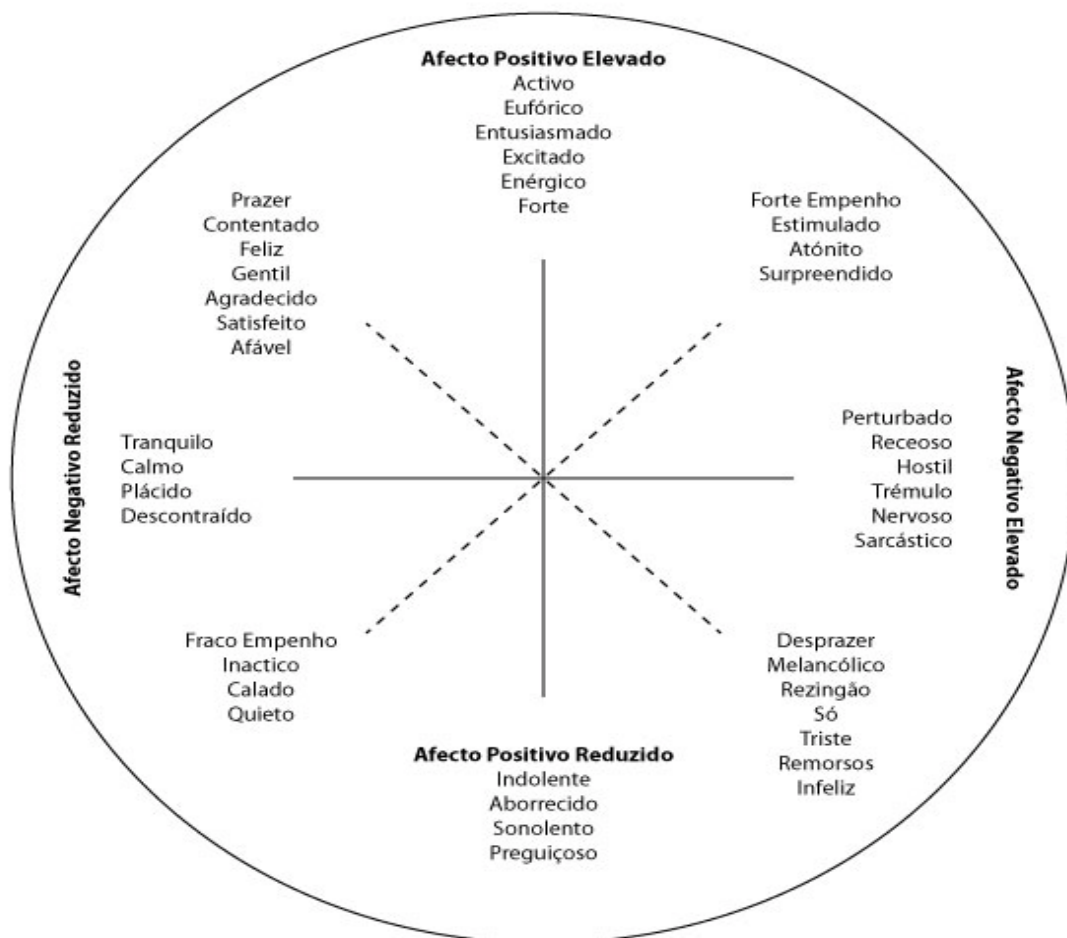 Afecto Positivo Elevado
Activo
Eufórico
Entusiasmado
Excitado
Enérgico
Forte
Prazer
Contentado
Feliz
Gentil
Agradecido
Satisfeito
Afável
Forte Empenho
Estimulado
Atónito
Surpreendido
Afecto Negativo Reduzido
Tranquilo
Calmo
Plácido
Descontraído
Perturbado
Receoso
Hostil
Trémulo
Nervoso
Sarcástico
Afecto Negativo Elevado
Fraco Empenho
Inactico
Calado
Quieto
Afecto Positivo Reduzido
Indolente
Aborrecido
Sonolento
Preguiçoso
Desprazer
Melancólico
Rezingão
Só
Triste
Remorsos
Infeliz